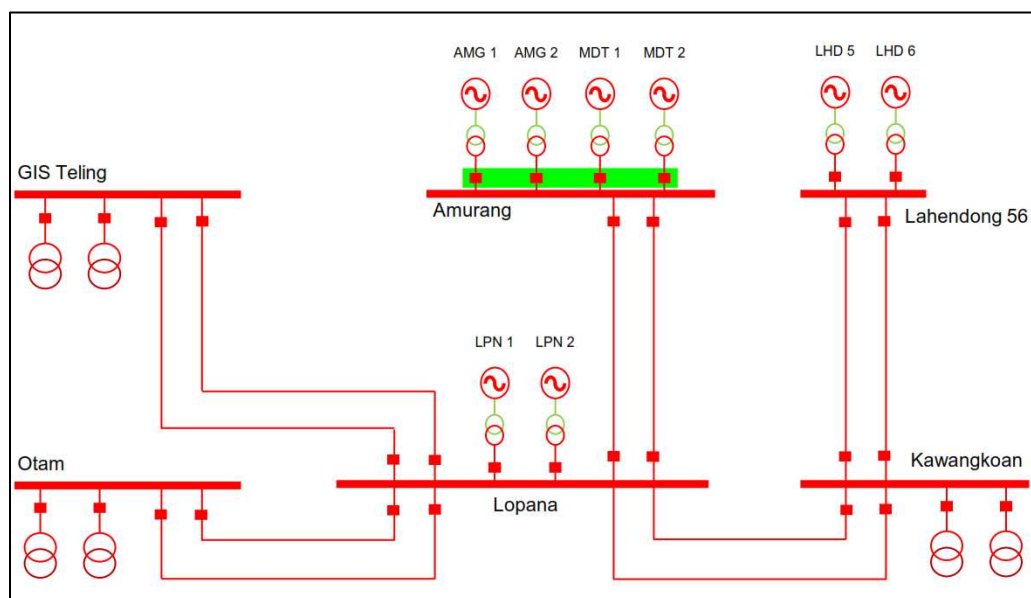 AMG 1 AMG 2 MDT 1 MDT 2
LHD 5 LHD 6
GIS Teling
Amurang
Lahendong 56
LPN 1 LPN 2
Otam
Kawangkoan
Lopana